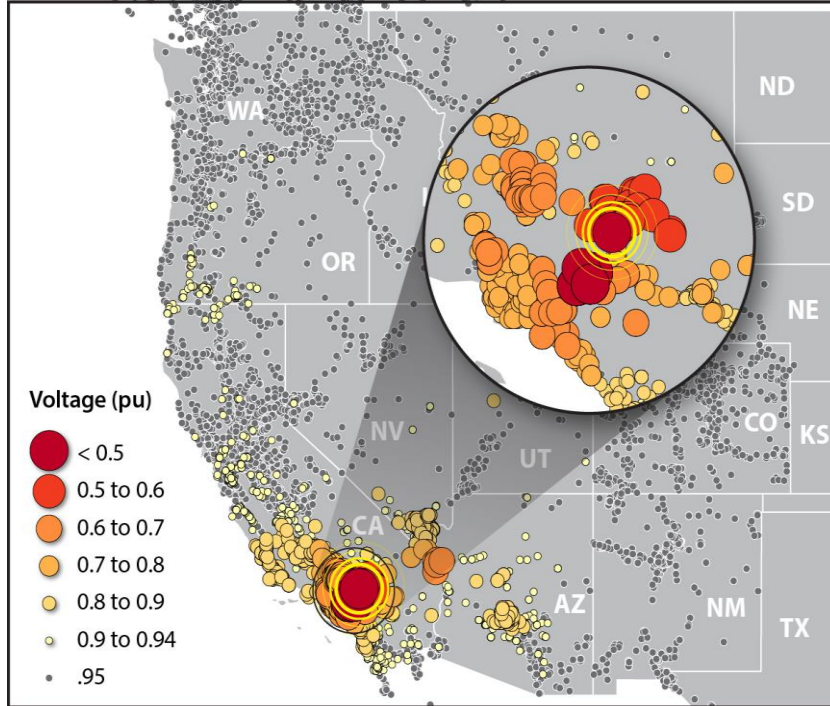 WA
ND
SD
OR
NE
Voltage (pu)
< 0.5
0.5 to 0.6
0.6 to 0.7
0.7 to 0.8
0.8 to 0.9
0.9 to 0.94
.95
NV
UT
CO
KS
CA
AZ
NM
TX